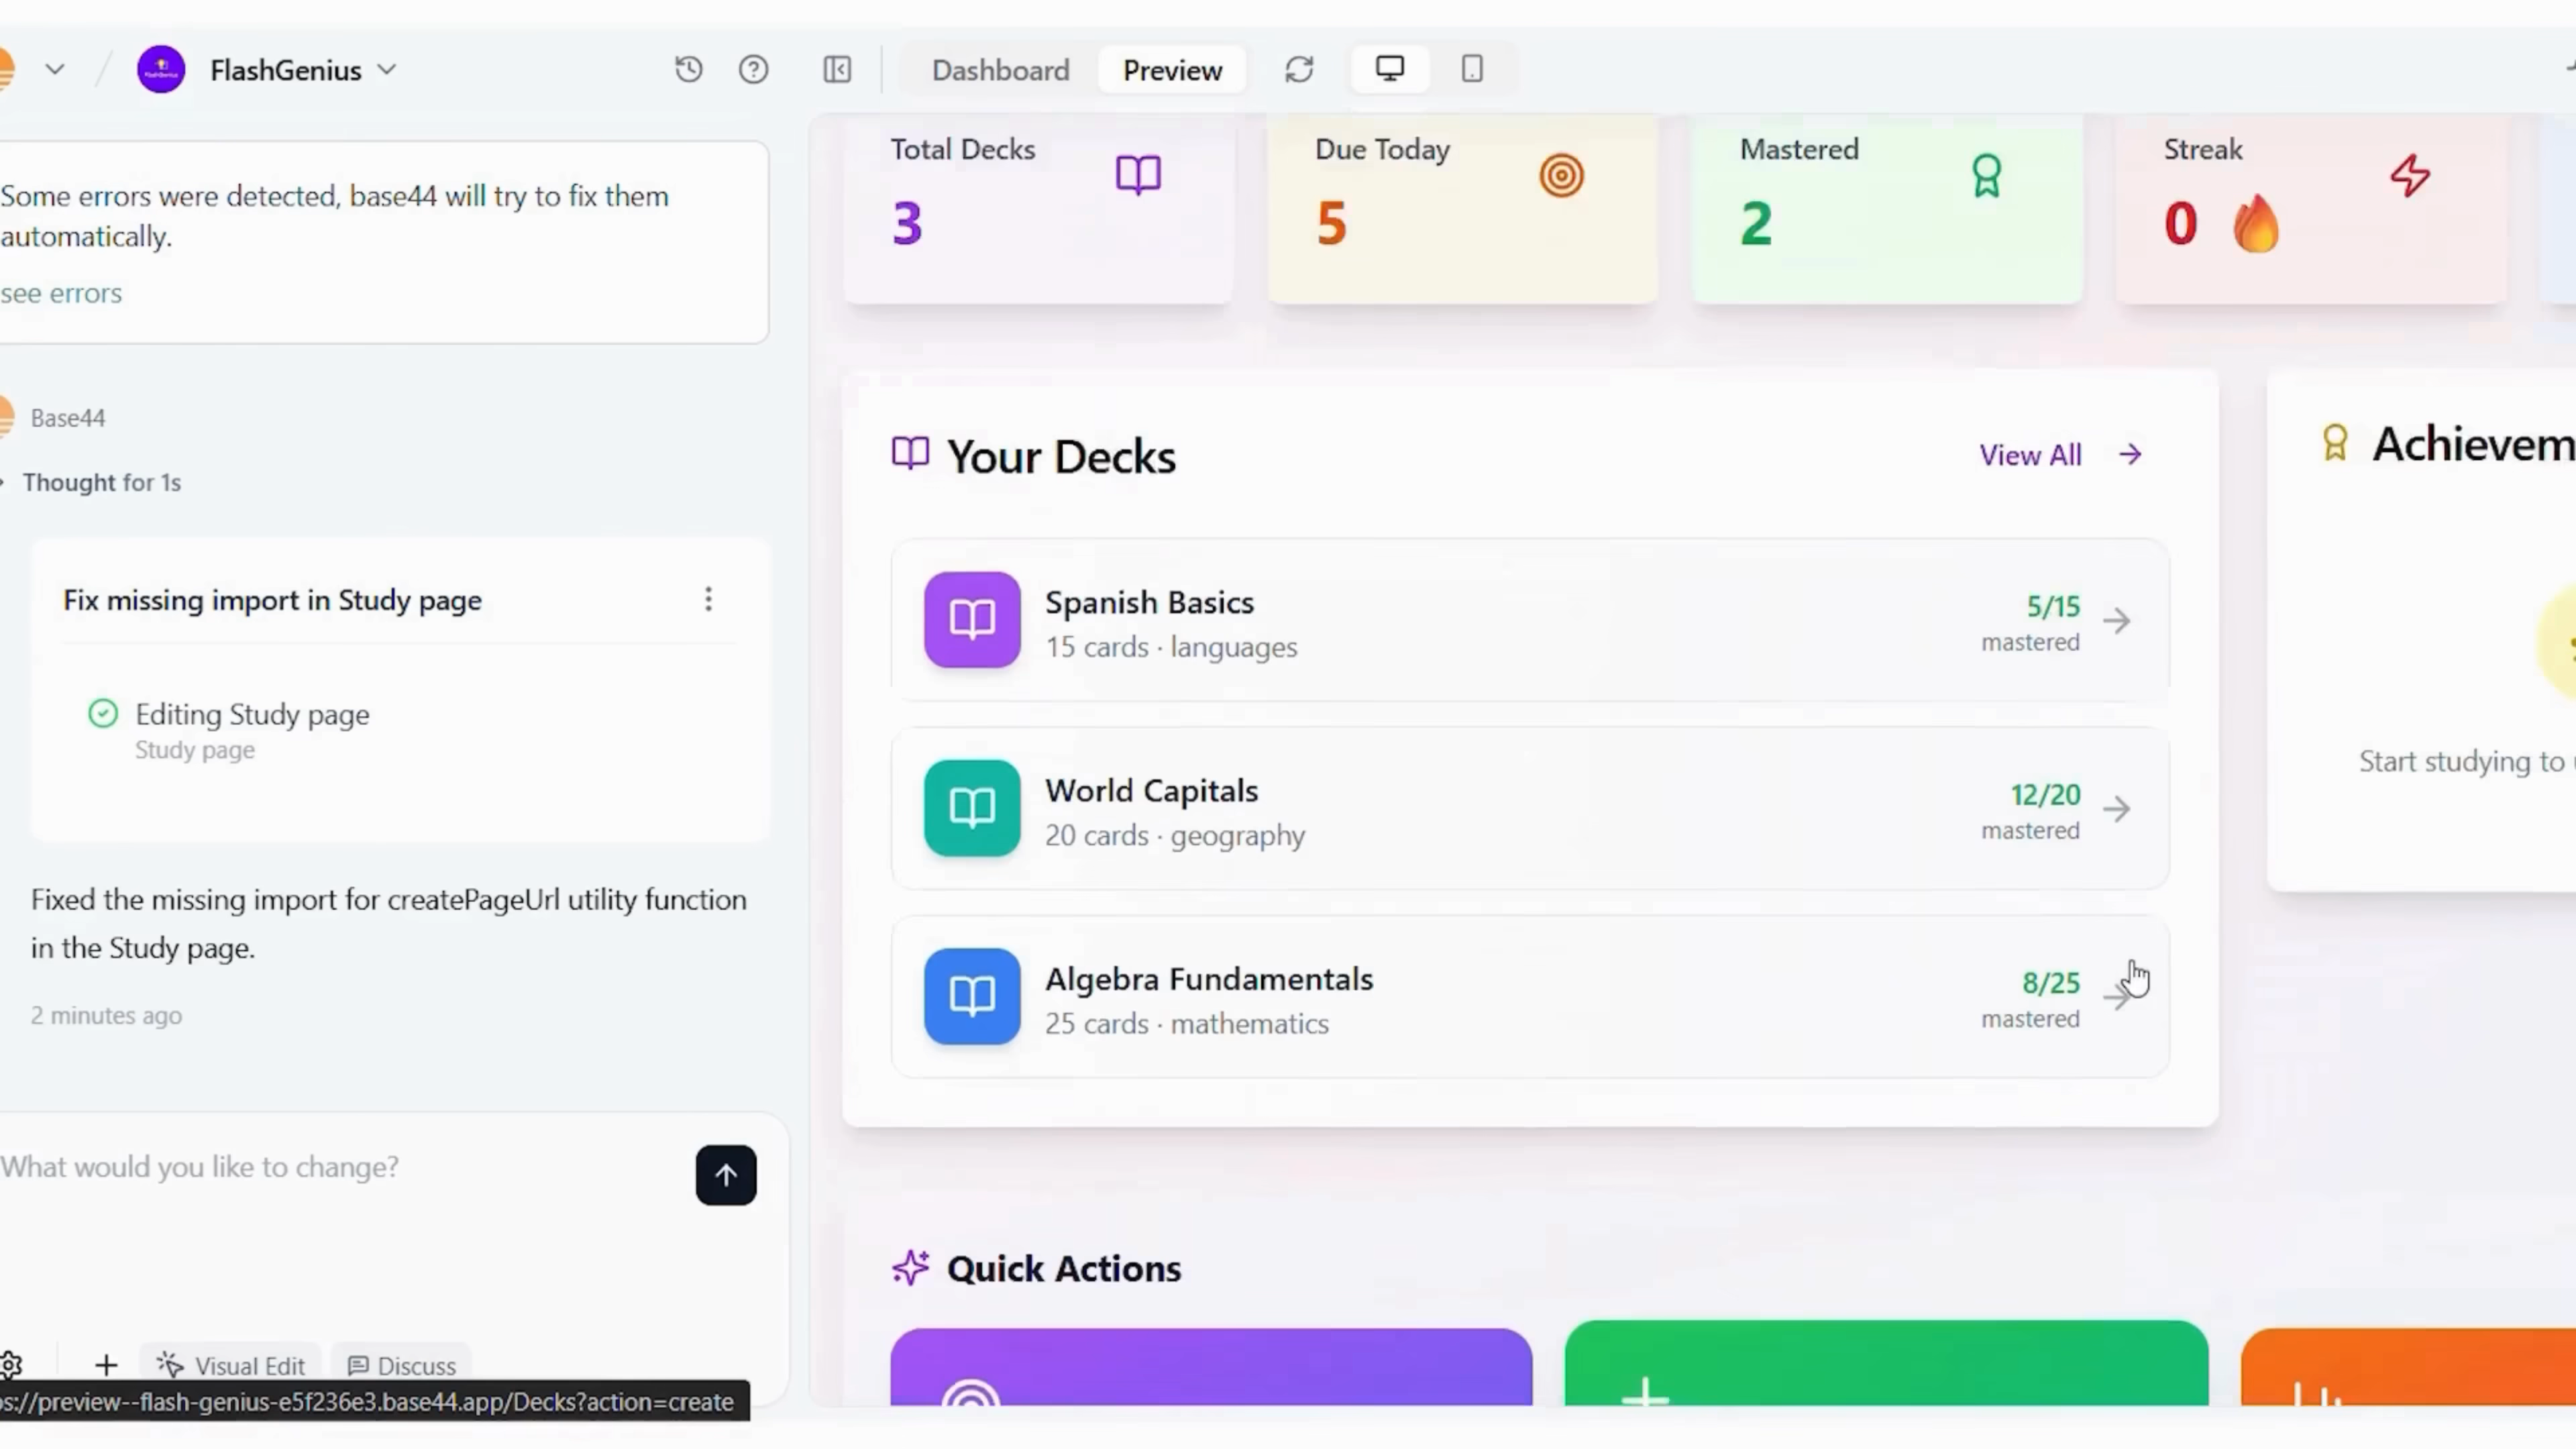 FlashGenius
Dashboard
Preview
Some errors were detected, base44 will try to fix them
automatically.
see errors
Base44
Thought for 1s
Fix missing import in Study page
Editing Study page
Study page
Fixed the missing import for createPageUrl utility function
in the Study page.
2 minutes ago
What would you like to change?
Visual Edit
Discuss
s://preview--flash-genius-e5f236e3.base44.app/Decks?action=create
Total Decks
3
Due Today
5
Mastered
2
Streak
0 🔥
Your Decks
View All
Spanish Basics
15 cards · languages
5/15
mastered
World Capitals
20 cards · geography
12/20
mastered
Algebra Fundamentals
25 cards · mathematics
8/25
mastered
Achievem
Start studying to
Quick Actions